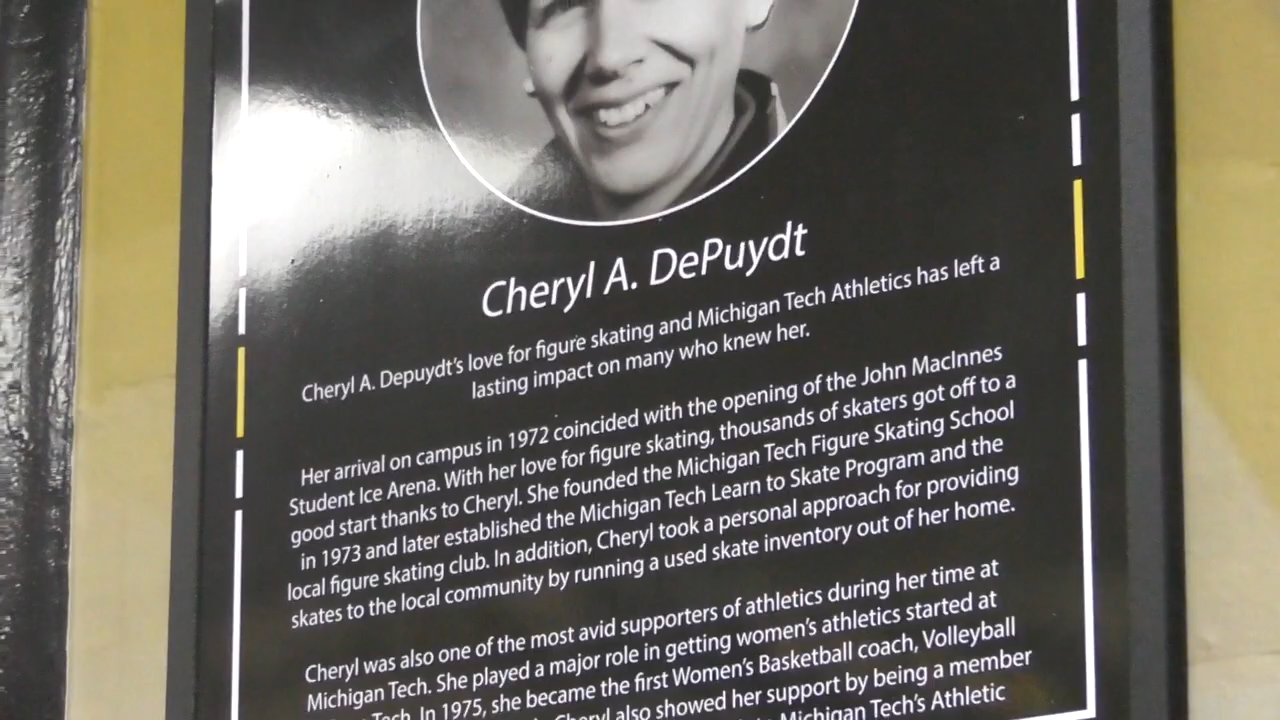 Cheryl A. DePuydt
Cheryl A. Depuydt's love for figure skating and Michigan Tech Athletics has left a
lasting impact on many who knew her.
Her arrival on campus in 1972 coincided with the opening of the John MacInnes
Student Ice Arena. With her love for figure skating, thousands of skaters got off to a
good start thanks to Cheryl. She founded the Michigan Tech Figure Skating School
in 1973 and later established the Michigan Tech Learn to Skate Program and the
local figure skating club. In addition, Cheryl took a personal approach for providing
skates to the local community by running a used skate inventory out of her home.
Cheryl was also one of the most avid supporters of athletics during her time at
Michigan Tech. She played a major role in getting women's athletics started at
Tech. In 1975, she became the first Women's Basketball coach, Volleyball
Cheryl also showed her support by being a member
Michigan Tech's Athletic